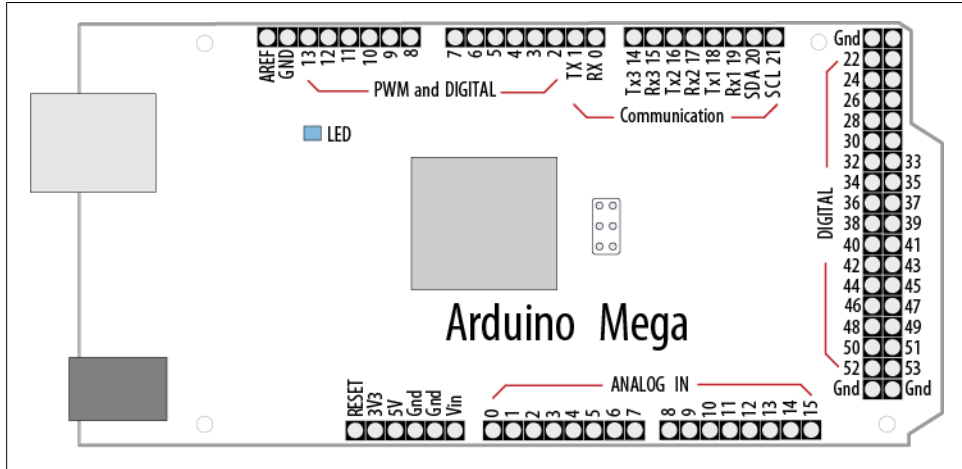 AREF GND 13 12 11 10 9 8 7 6 5 4 3 2 TX 1 RX 0 Tx3 14 Rx3 15 Tx2 16 Rx2 17 Tx1 18 Rx1 19 SDA 20 SCL 21
PWM and DIGITAL
Communication
LED
Gnd
22
24
26
28
30
32 33
34 35
36 37
38 39
40 41
42 43
44 45
46 47
48 49
50 51
52 53
Gnd Gnd
DIGITAL
Arduino Mega
ANALOG IN
RESET 3V3 5V Gnd Gnd Vin 0 1 2 3 4 5 6 7 8 9 10 11 12 13 14 15